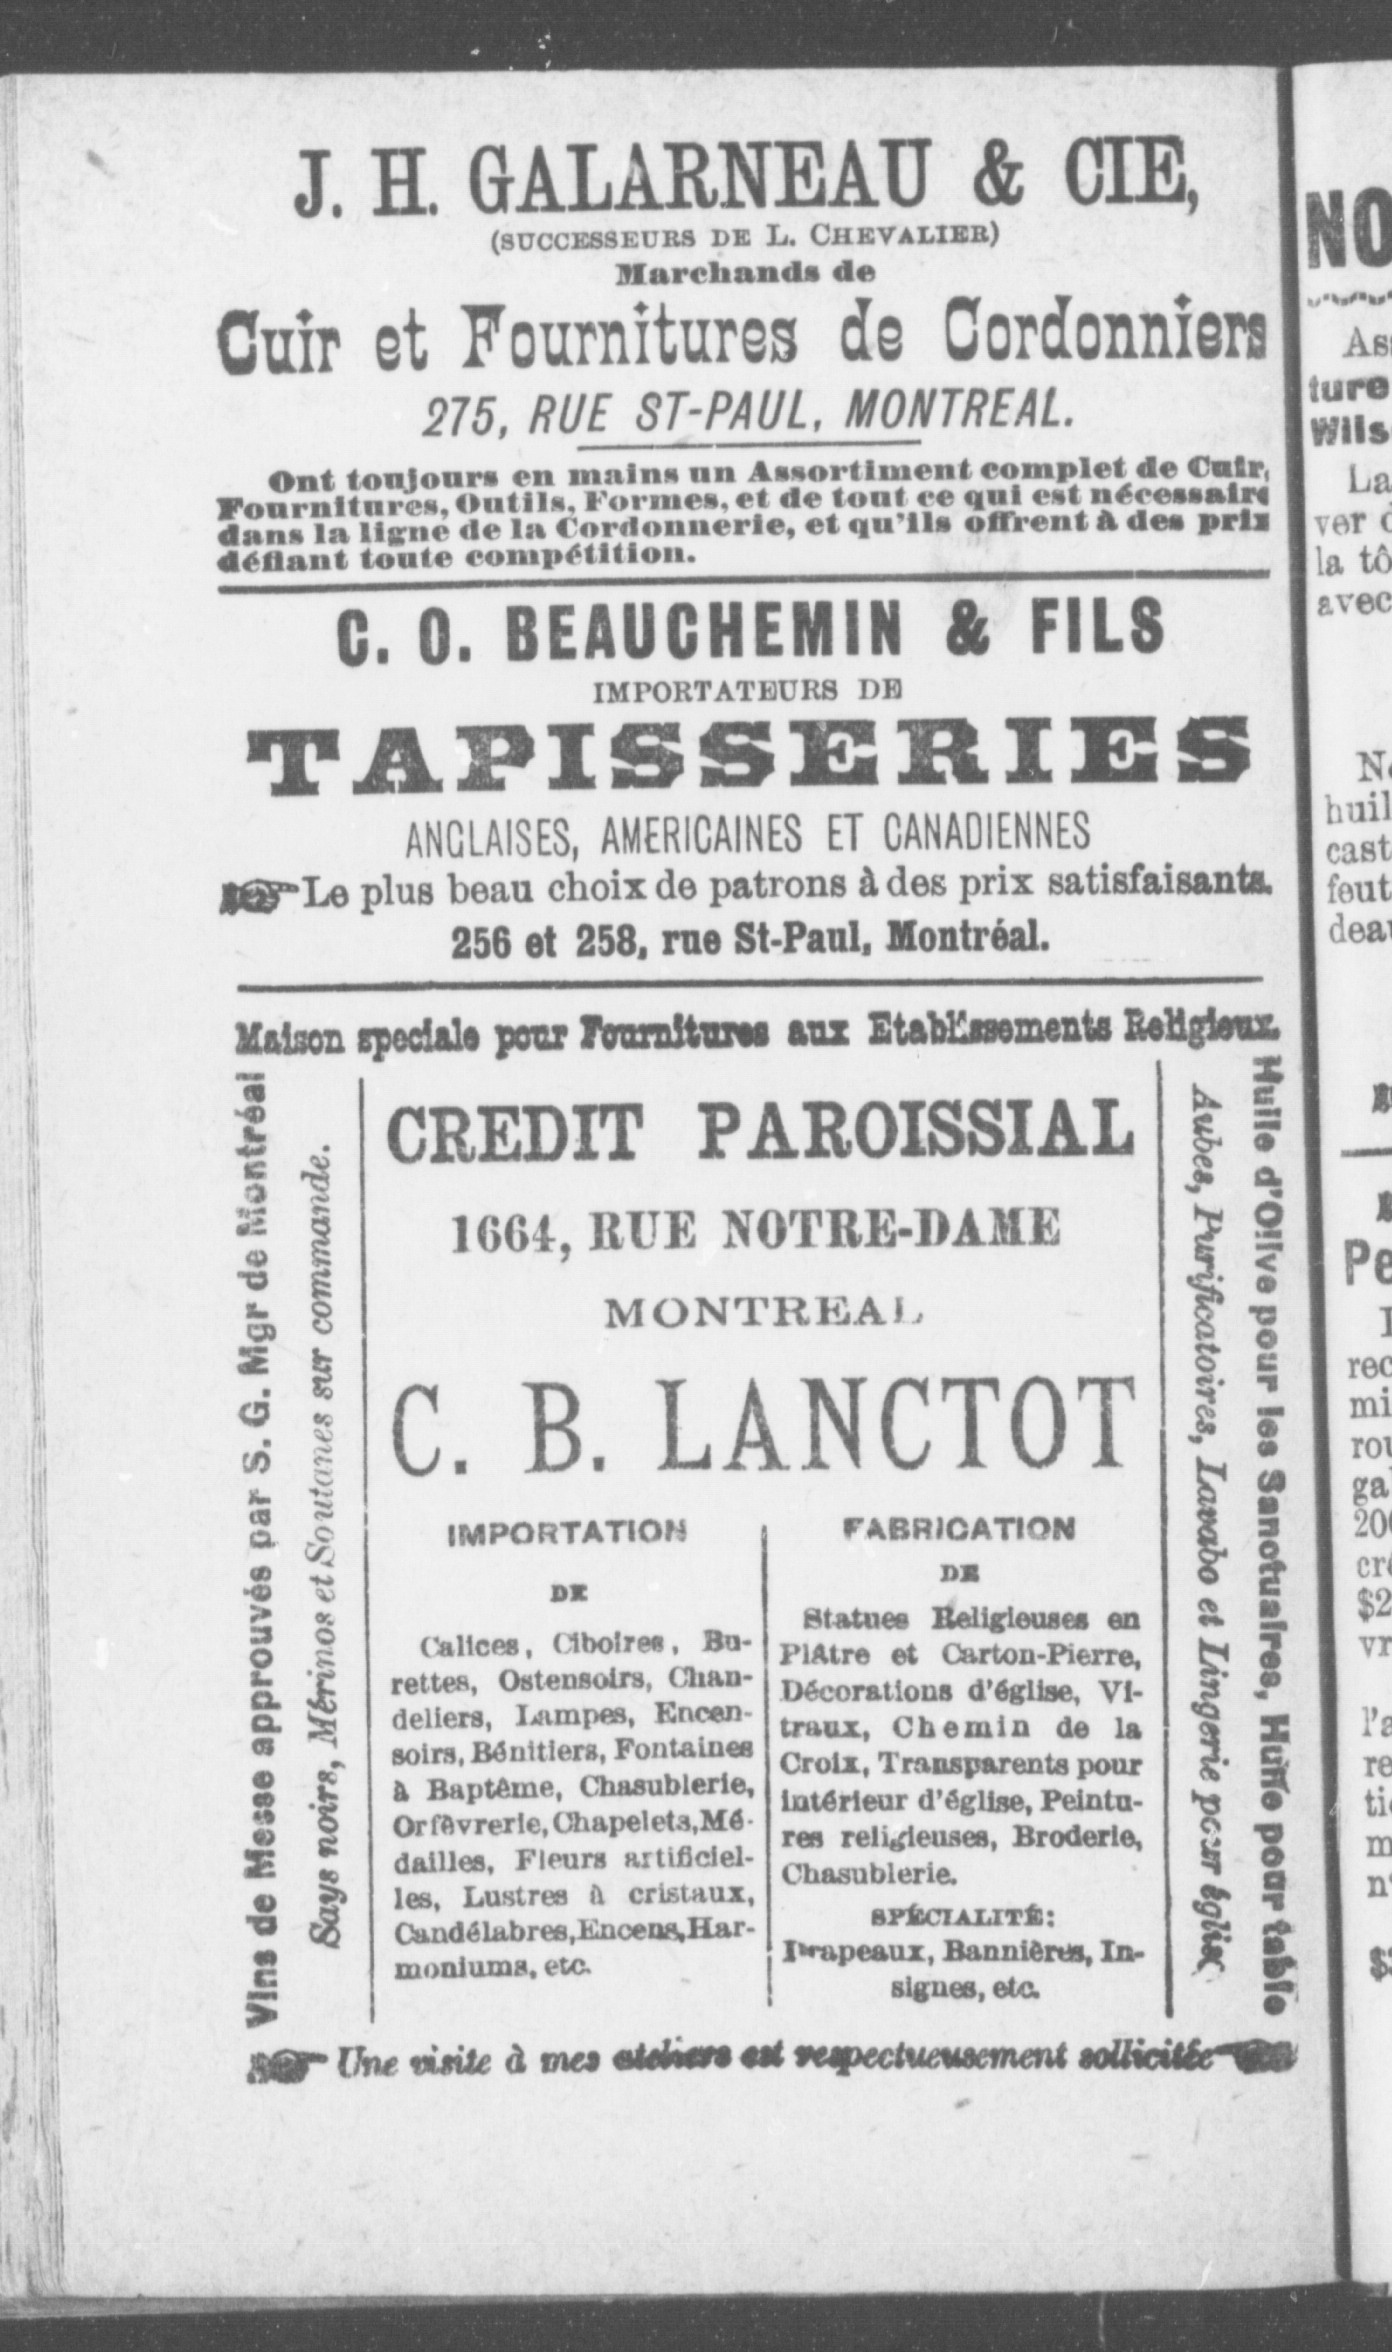 J. H. GALARNEAU & CIE,
(SUCCESSEURS DE L. CHEVALIER)
Marchands de
Cuir et Fournitures de Cordonniers
275, RUE ST-PAUL, MONTREAL.
Ont toujours en mains un Assortiment complet de Cuir,
Fournitures, Outils, Formes, et de tout ce qui est nécessaire
dans la ligne de la Cordonnerie, et qu'ils offrent à des prix
défiant toute compétition.
C. O. BEAUCHEMIN & FILS
IMPORTATEURS DE
TAPISSERIES
ANGLAISES, AMERICAINES ET CANADIENNES
Le plus beau choix de patrons à des prix satisfaisants.
256 et 258, rue St-Paul, Montréal.
Maison speciale pour Fournitures aux Etablissements Religieux.
Vins de Messe approuvés par S. G. Mgr de Montréal
Says noirs, Mérinos et Soutanes sur commande.
CREDIT PAROISSIAL
1664, RUE NOTRE-DAME
MONTREAL
C. B. LANCTOT
IMPORTATION
DE
Calices, Ciboires, Bu-
rettes, Ostensoirs, Chan-
deliers, Lampes, Encen-
soirs, Bénitiers, Fontaines
à Baptême, Chasublerie,
Orfèvrerie, Chapelets, Mé-
dailles, Fleurs artificiel-
les, Lustres à cristaux,
Candélabres, Encens, Har-
moniums, etc.
FABRICATION
DE
Statues Religieuses en
Plâtre et Carton-Pierre,
Décorations d'église, Vi-
traux, Chemin de la
Croix, Transparents pour
intérieur d'église, Peintu-
res religieuses, Broderie,
Chasublerie.
SPÉCIALITÉ:
Drapeaux, Bannières, In-
signes, etc.
Aubes, Purificatoires, Lavabo et Lingerie pour église
Huile d'Olive pour les Sanctuaires, Huile pour table
Une visite à mes ateliers est respectueusement sollicitée
NO
ture
Wils
La
ver
la tô
avec
huil
cast
feut
Pe